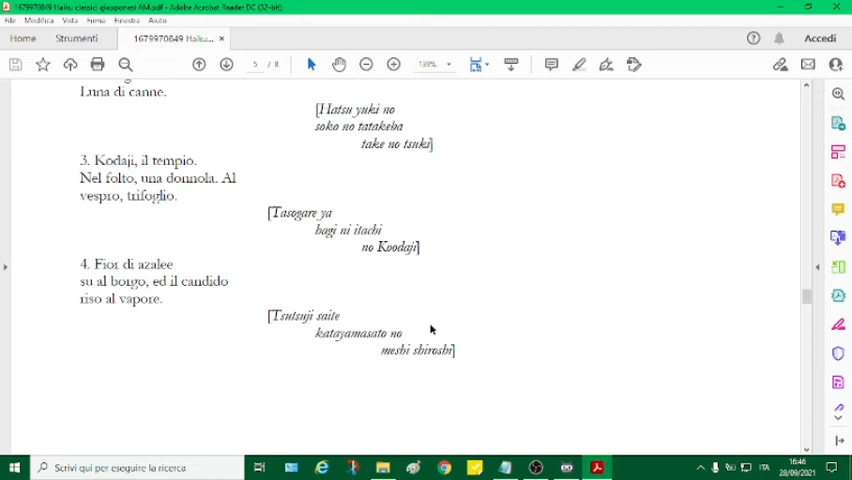 1679970849 Haiku classici giapponesi AM.pdf - Adobe Acrobat Reader DC (32-bit)
File Modifica Vista Firma Finestra Aiuto
Home Strumenti 1679970849 Haiku... × Accedi
5 / 8 139%
Luna di canne.
[Hatsu yuki no
soko no tatakeba
take no tsuki]
3. Kodaji, il tempio.
Nel folto, una donnola. Al
vespro, trifoglio.
[Tasogare ya
hagi ni itachi
no Koodaji]
4. Fior di azalee
su al borgo, ed il candido
riso al vapore.
[Tsutsuji saite
katayamasato no
meshi shiroshi]
Scrivi qui per eseguire la ricerca
ITA
16:46
28/09/2021